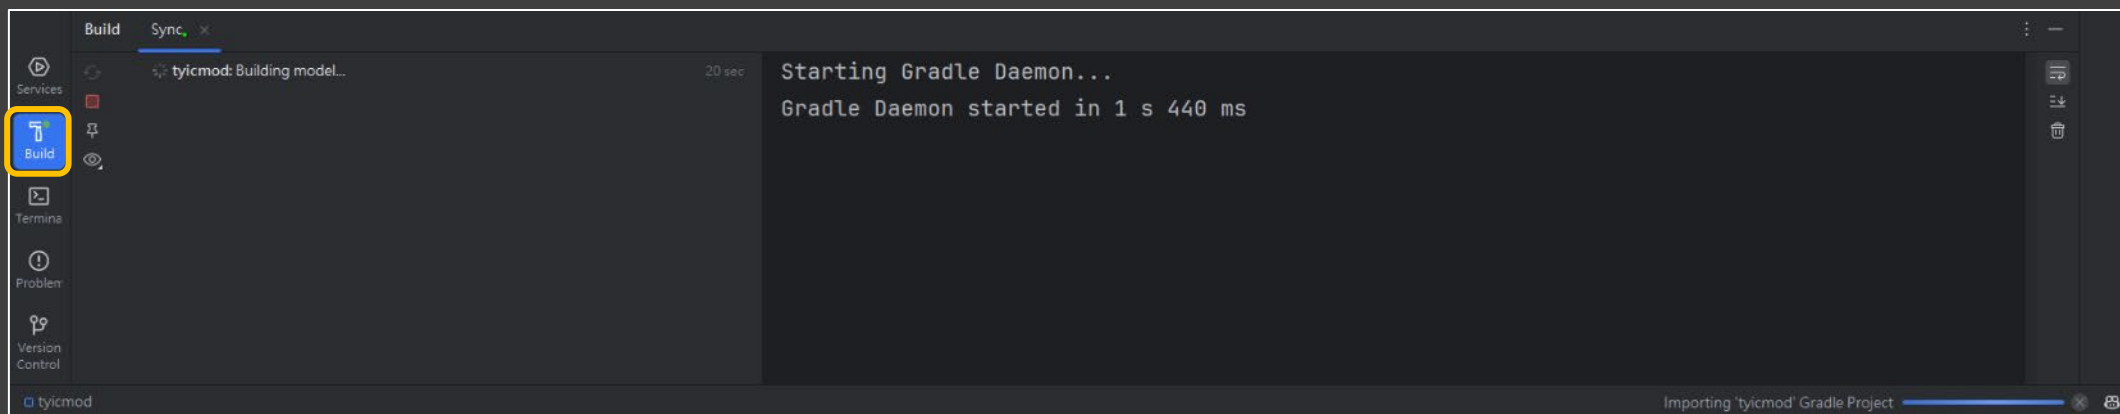 Build Sync
tyicmod: Building model... 20 sec
Starting Gradle Daemon...
Gradle Daemon started in 1 s 440 ms
Services
Build
Termina
Problem
Version
Control
tyicmod
Importing 'tyicmod' Gradle Project